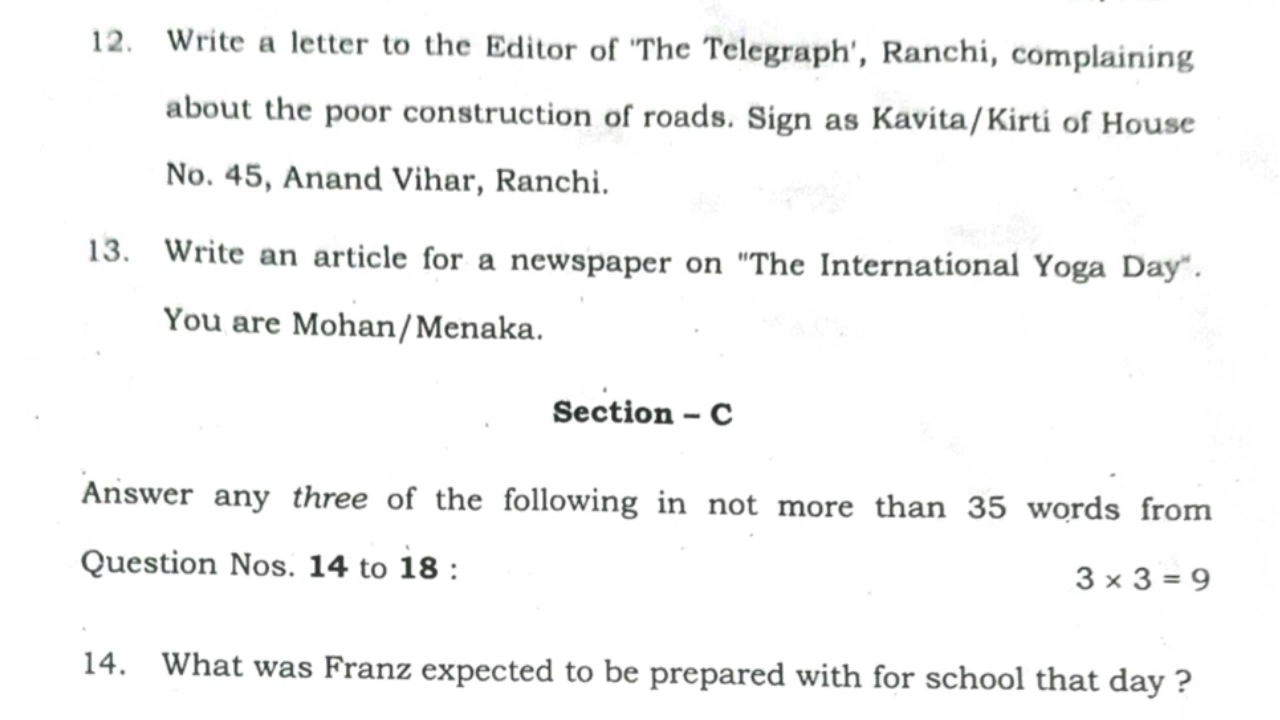 12. Write a letter to the Editor of 'The Telegraph', Ranchi, complaining
about the poor construction of roads. Sign as Kavita/Kirti of House
No. 45, Anand Vihar, Ranchi.
13. Write an article for a newspaper on "The International Yoga Day".
You are Mohan/Menaka.
Section – C
Answer any three of the following in not more than 35 words from
Question Nos. 14 to 18 :
3 × 3 = 9
14. What was Franz expected to be prepared with for school that day ?